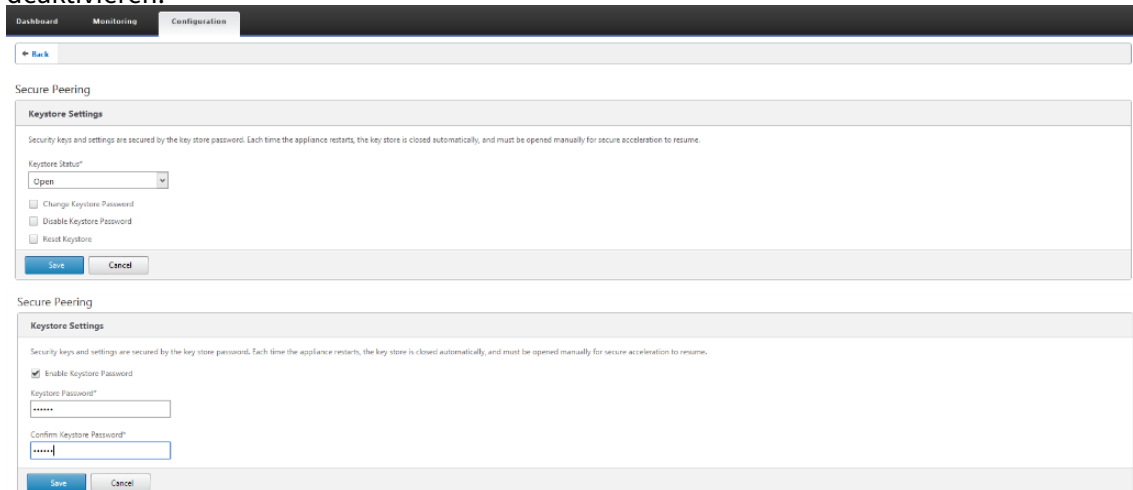 deaktivieren.
Dashboard Monitoring Configuration
← Back
Secure Peering
Keystore Settings
Security keys and settings are secured by the key store password. Each time the appliance restarts, the key store is closed automatically, and must be opened manually for secure acceleration to resume.
Keystore Status*
Open
Change Keystore Password
Disable Keystore Password
Reset Keystore
Save Cancel
Secure Peering
Keystore Settings
Security keys and settings are secured by the key store password. Each time the appliance restarts, the key store is closed automatically, and must be opened manually for secure acceleration to resume.
Enable Keystore Password
Keystore Password*
••••••
Confirm Keystore Password*
••••••
Save Cancel